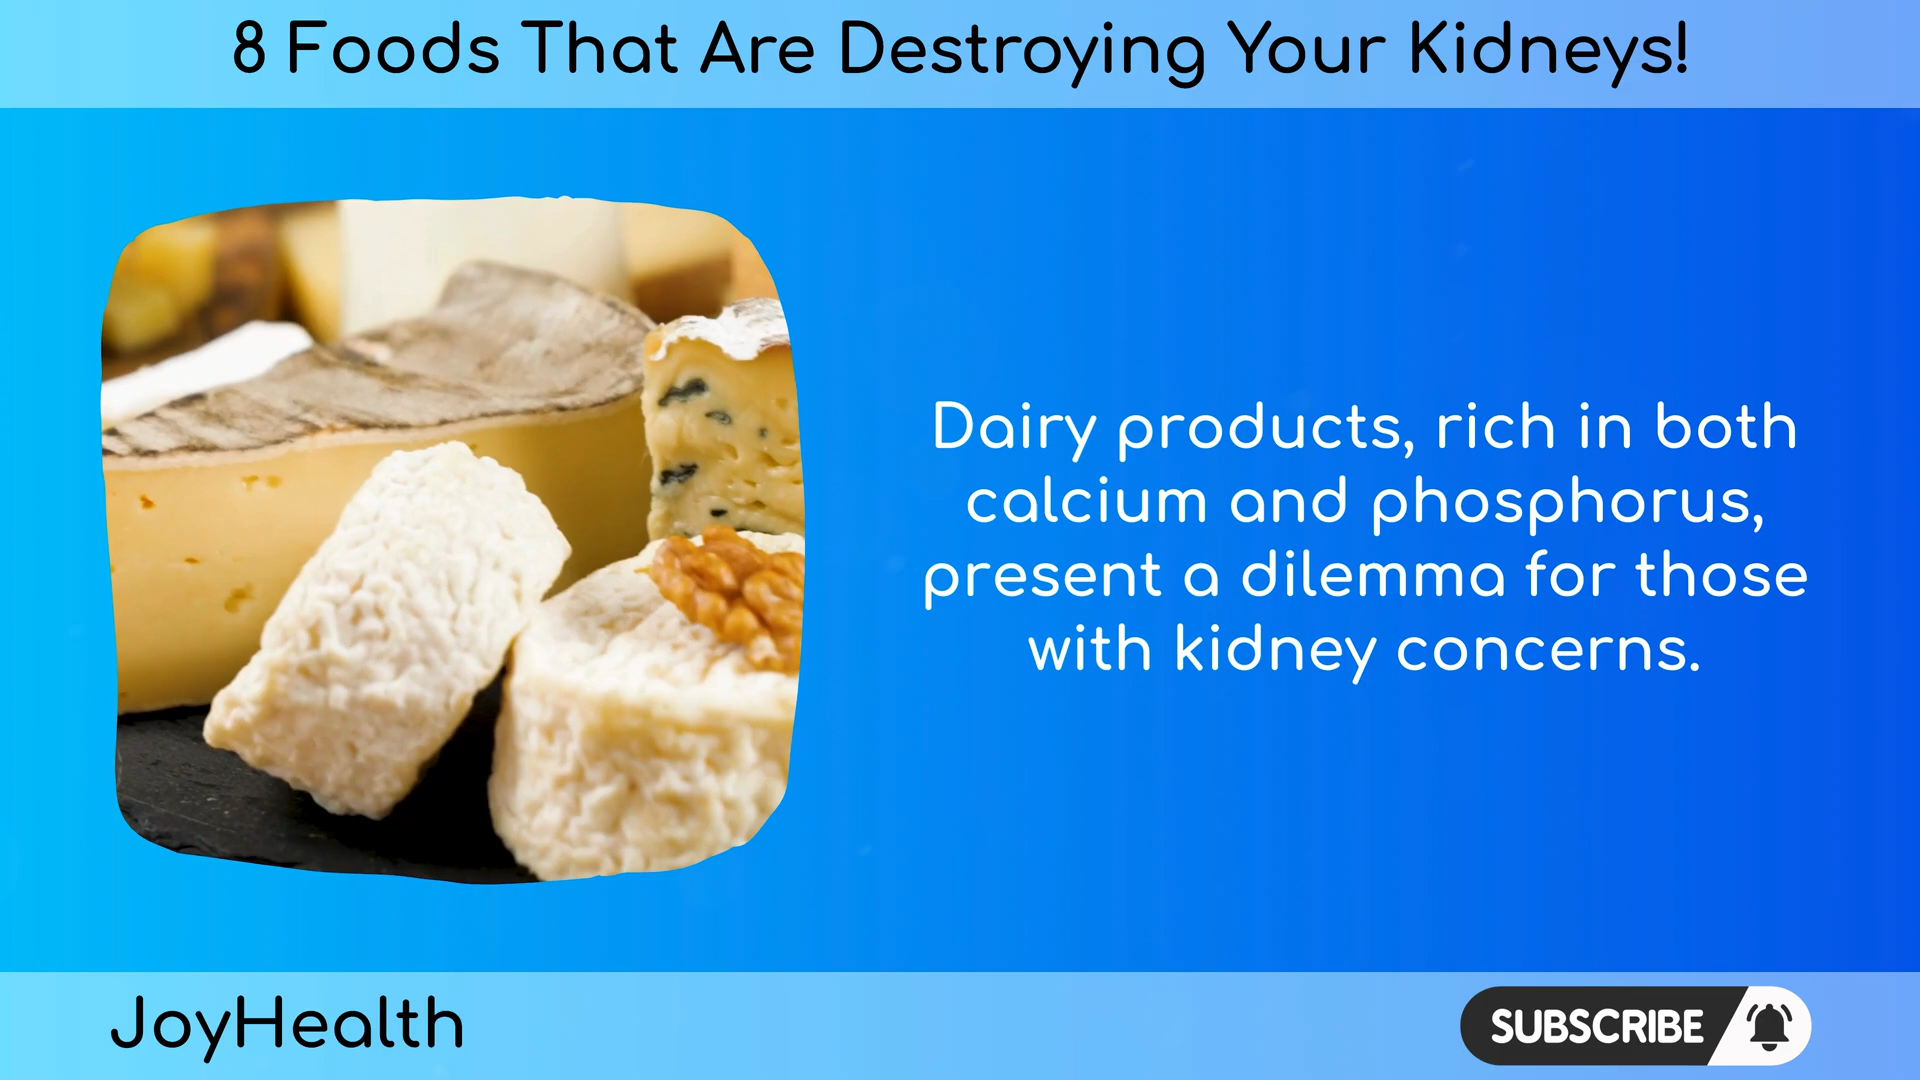 8 Foods That Are Destroying Your Kidneys!
Dairy products, rich in both
calcium and phosphorus,
present a dilemma for those
with kidney concerns.
JoyHealth
SUBSCRIBE